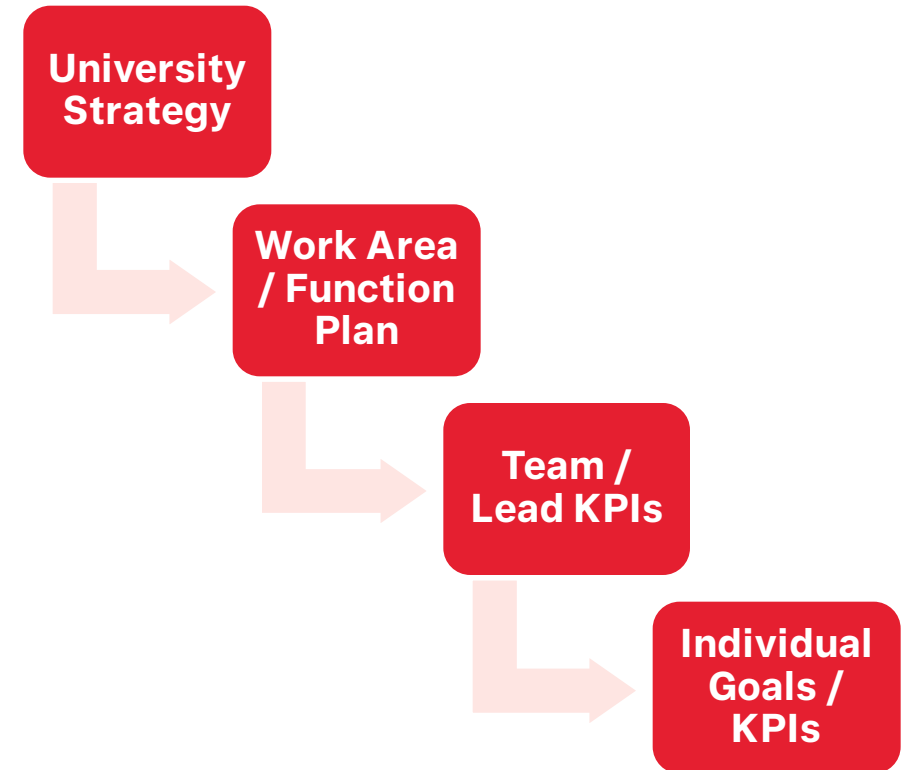 University
Strategy
Work Area
/ Function
Plan
Team /
Lead KPIs
Individual
Goals /
KPIs